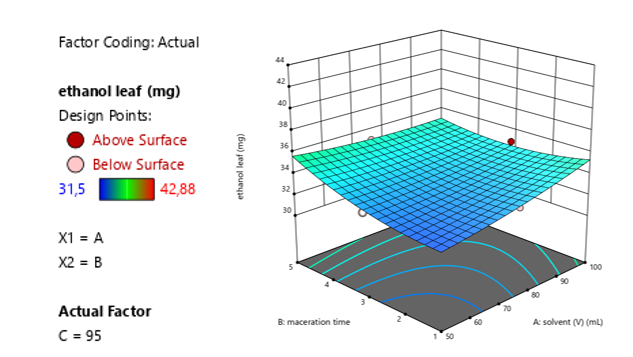 Factor Coding: Actual
ethanol leaf (mg)
Design Points:
Above Surface
Below Surface
31,5 42,88
X1 = A
X2 = B
Actual Factor
C = 95
ethanol leaf (mg)
44
42
40
38
36
34
32
30
5
4
3
2
1
50
60
70
80
90
100
B: maceration time
A: solvent (V) (mL)